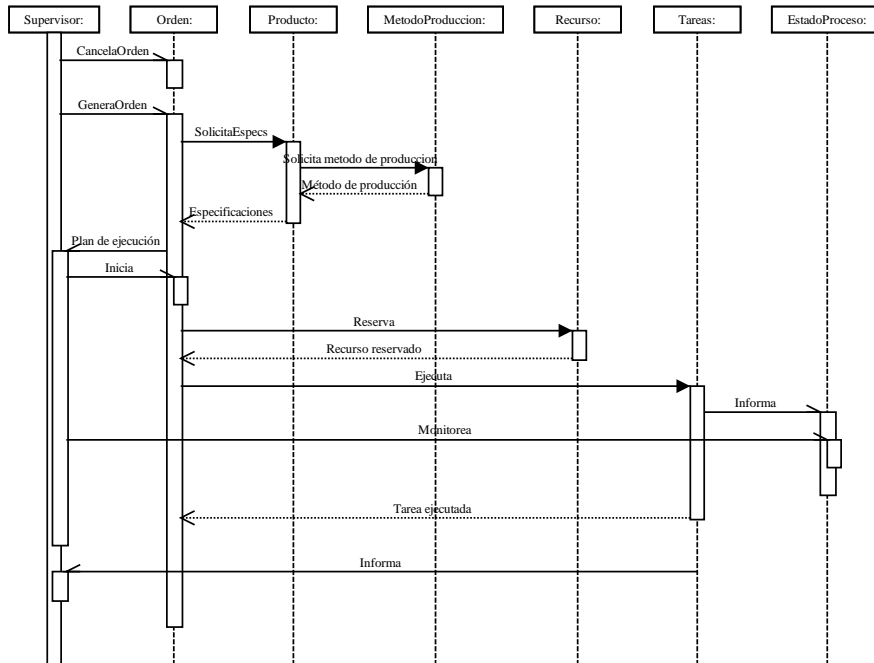 Supervisor:
Orden:
Producto:
MetodoProduccion:
Recurso:
Tareas:
EstadoProceso:
CancelaOrden
GeneraOrden
SolicitaEspecs
Solicita metodo de produccion
Método de producción
Especificaciones
Plan de ejecución
Inicia
Reserva
Recurso reservado
Ejecuta
Informa
Monitorea
Tarea ejecutada
Informa